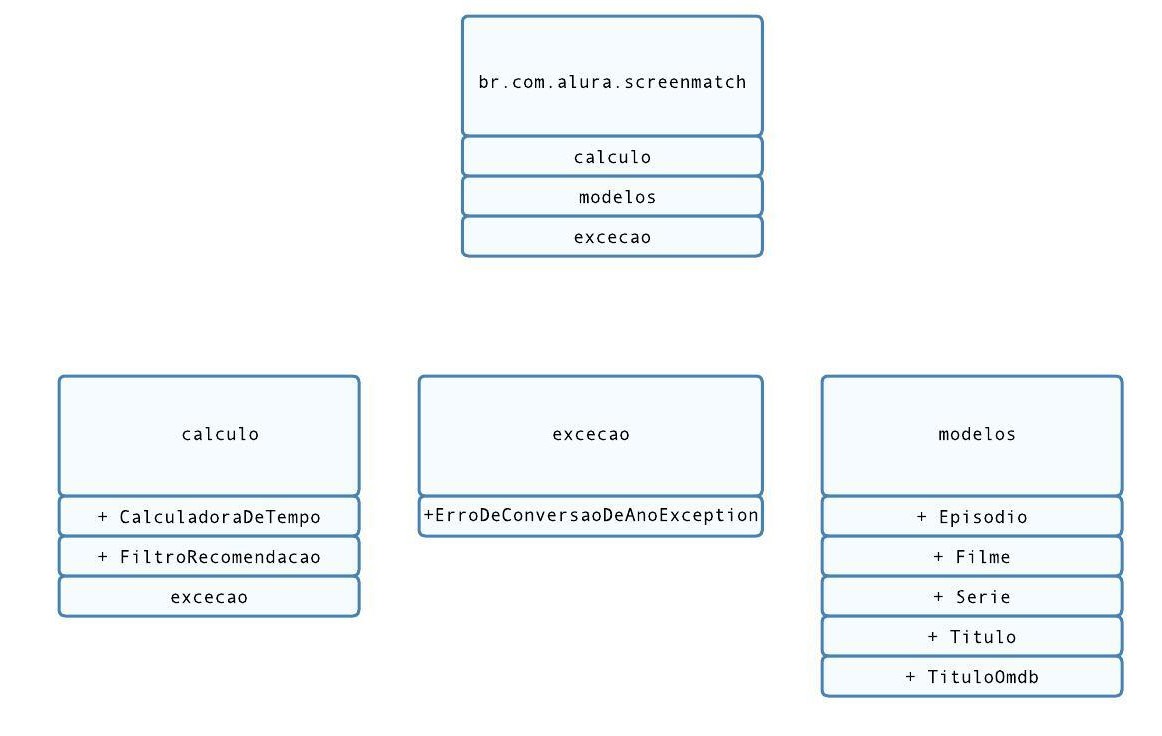 br.com.alura.screenmatch
calculo
modelos
excecao
calculo
+ CalculadoraDeTempo
+ FiltroRecomendacao
excecao
excecao
+ErroDeConversaoDeAnoException
modelos
+ Episodio
+ Filme
+ Serie
+ Titulo
+ TituloOmdb